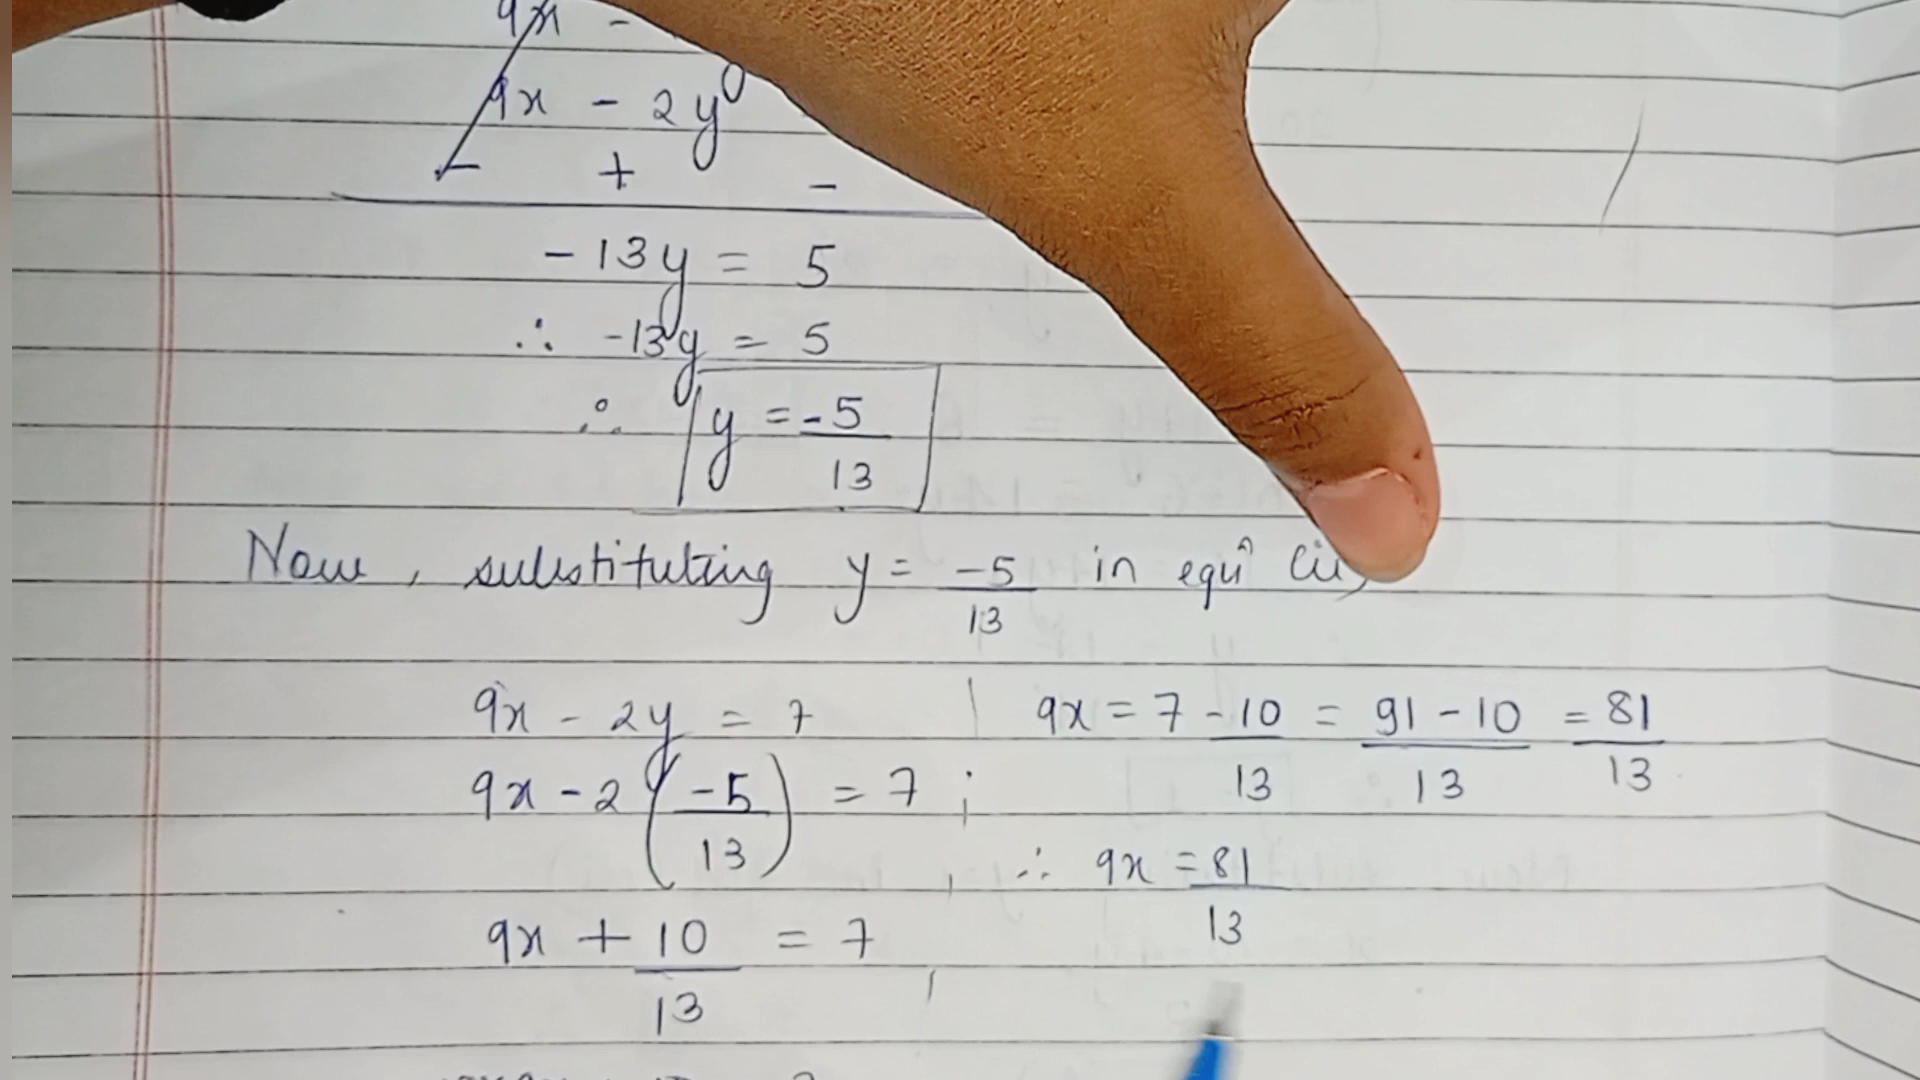 9x -
9x - 2y
- + -
-13y = 5
∴ -13y = 5
∴ y = -5/13
Now, substituting y = -5/13 in equⁿ (ii)
9x - 2y = 7
9x - 2(-5/13) = 7
9x + 10/13 = 7
9x = 7 - 10/13 = 91 - 10/13 = 81/13
∴ 9x = 81/13